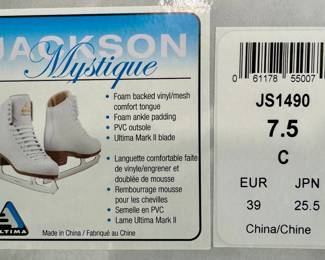 JACKSON
Mystique
• Foam backed vinyl/mesh
comfort tongue
• Foam ankle padding
• PVC outsole
• Ultima Mark II blade
• Languette comfortable faite
de vinyle/engrener et
doublée de mousse
• Rembourrage mousse
pour les chevilles
• Semelle en PVC
• Lame Ultima Mark II
ULTIMA
Made in China / Fabriqué au Chine
0 61178 55007
JS1490
7.5
C
EUR JPN
39 25.5
China/Chine